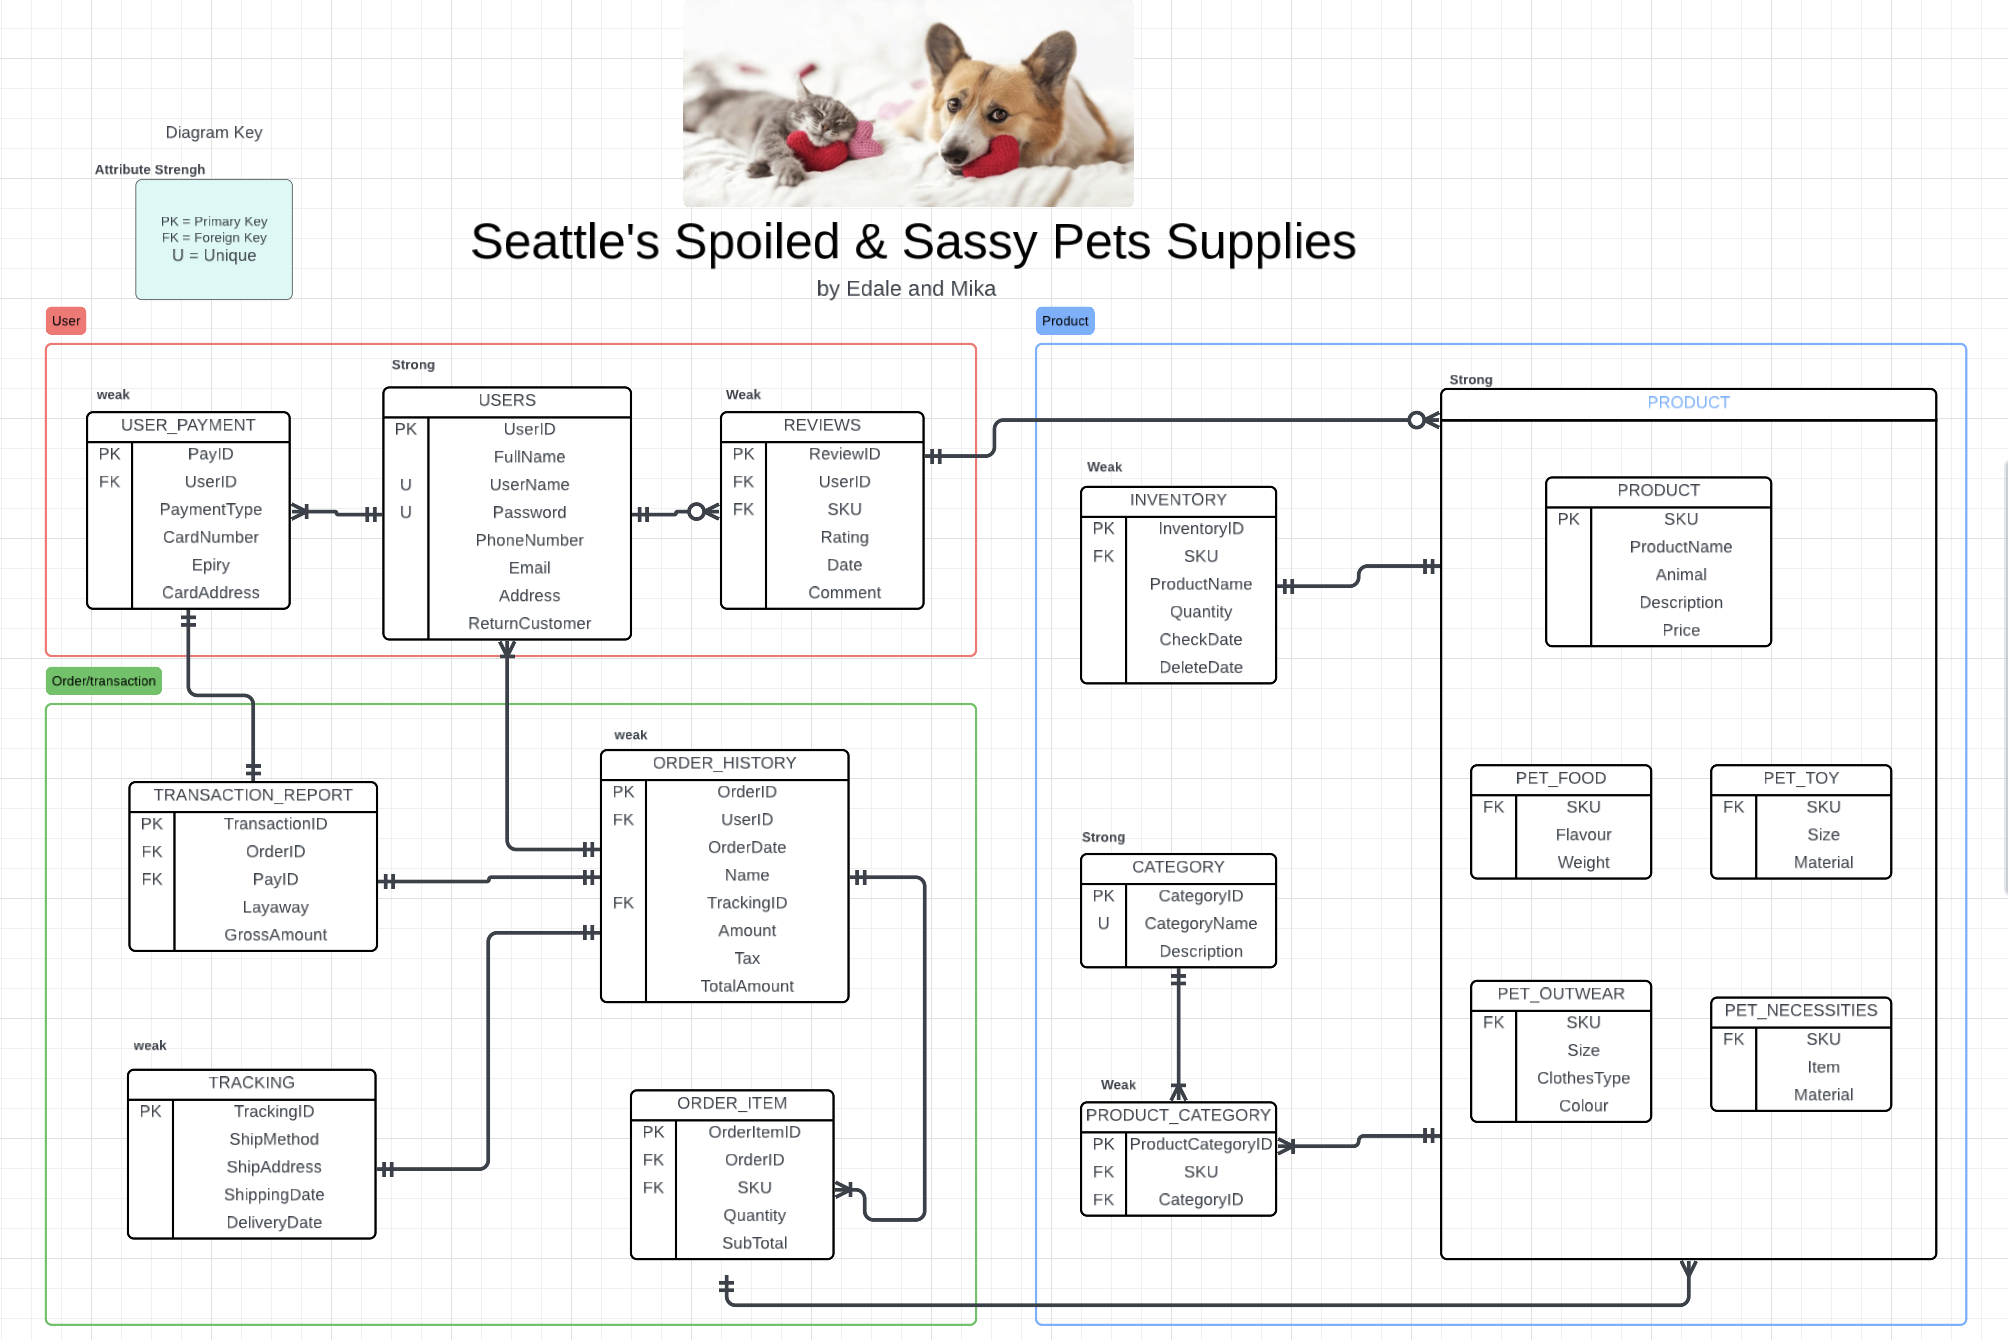 Diagram Key
Attribute Strengh
PK = Primary Key
FK = Foreign Key
U = Unique
Seattle's Spoiled & Sassy Pets Supplies
by Edale and Mika
User
weak
USER_PAYMENT
PK PayID
FK UserID
PaymentType
CardNumber
Epiry
CardAddress
Strong
USERS
PK UserID
FullName
U UserName
U Password
PhoneNumber
Email
Address
ReturnCustomer
Weak
REVIEWS
PK ReviewID
FK UserID
FK SKU
Rating
Date
Comment
Order/transaction
TRANSACTION_REPORT
PK TransactionID
FK OrderID
FK PayID
Layaway
GrossAmount
weak
ORDER_HISTORY
PK OrderID
FK UserID
OrderDate
Name
FK TrackingID
Amount
Tax
TotalAmount
weak
TRACKING
PK TrackingID
ShipMethod
ShipAddress
ShippingDate
DeliveryDate
ORDER_ITEM
PK OrderItemID
FK OrderID
FK SKU
Quantity
SubTotal
Product
Weak
INVENTORY
PK InventoryID
FK SKU
ProductName
Quantity
CheckDate
DeleteDate
Strong
CATEGORY
PK CategoryID
U CategoryName
Description
Weak
PRODUCT_CATEGORY
PK ProductCategoryID
FK SKU
FK CategoryID
Strong
PRODUCT
PRODUCT
PK SKU
ProductName
Animal
Description
Price
PET_FOOD
FK SKU
Flavour
Weight
PET_TOY
FK SKU
Size
Material
PET_OUTWEAR
FK SKU
Size
ClothesType
Colour
PET_NECESSITIES
FK SKU
Item
Material